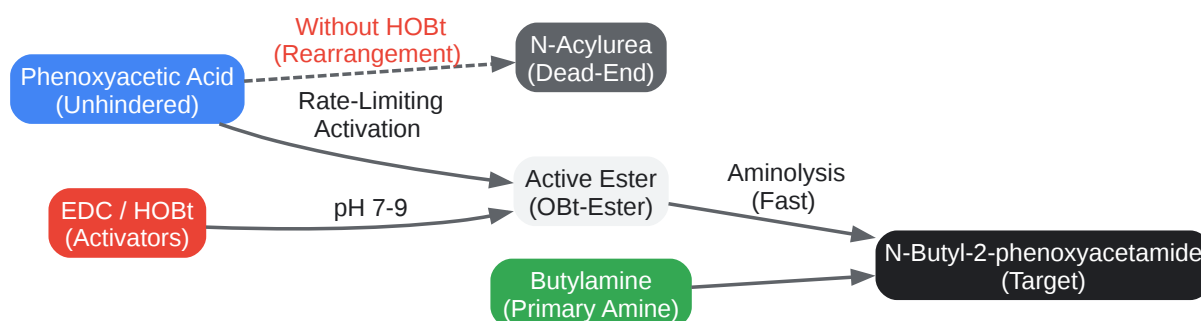 Without HOBt
(Rearrangement)
N-Acylurea
(Dead-End)
Phenoxyacetic Acid
(Unhindered)
Rate-Limiting
Activation
EDC / HOBt
(Activators)
pH 7-9
Active Ester
(OBt-Ester)
Aminolysis
(Fast)
Butylamine
(Primary Amine)
N-Butyl-2-phenoxyacetamide
(Target)